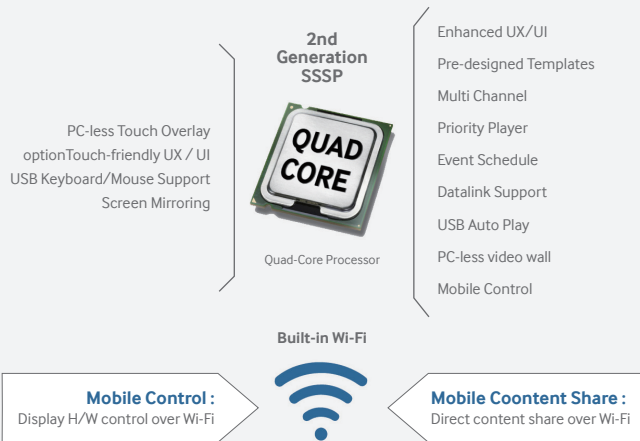 2nd
Generation
SSSP
PC-less Touch Overlay
optionTouch-friendly UX / UI
USB Keyboard/Mouse Support
Screen Mirroring
QUAD
CORE
Quad-Core Processor
Enhanced UX/UI
Pre-designed Templates
Multi Channel
Priority Player
Event Schedule
Datalink Support
USB Auto Play
PC-less video wall
Mobile Control
Built-in Wi-Fi
Mobile Control :
Display H/W control over Wi-Fi
Mobile Coontent Share :
Direct content share over Wi-Fi